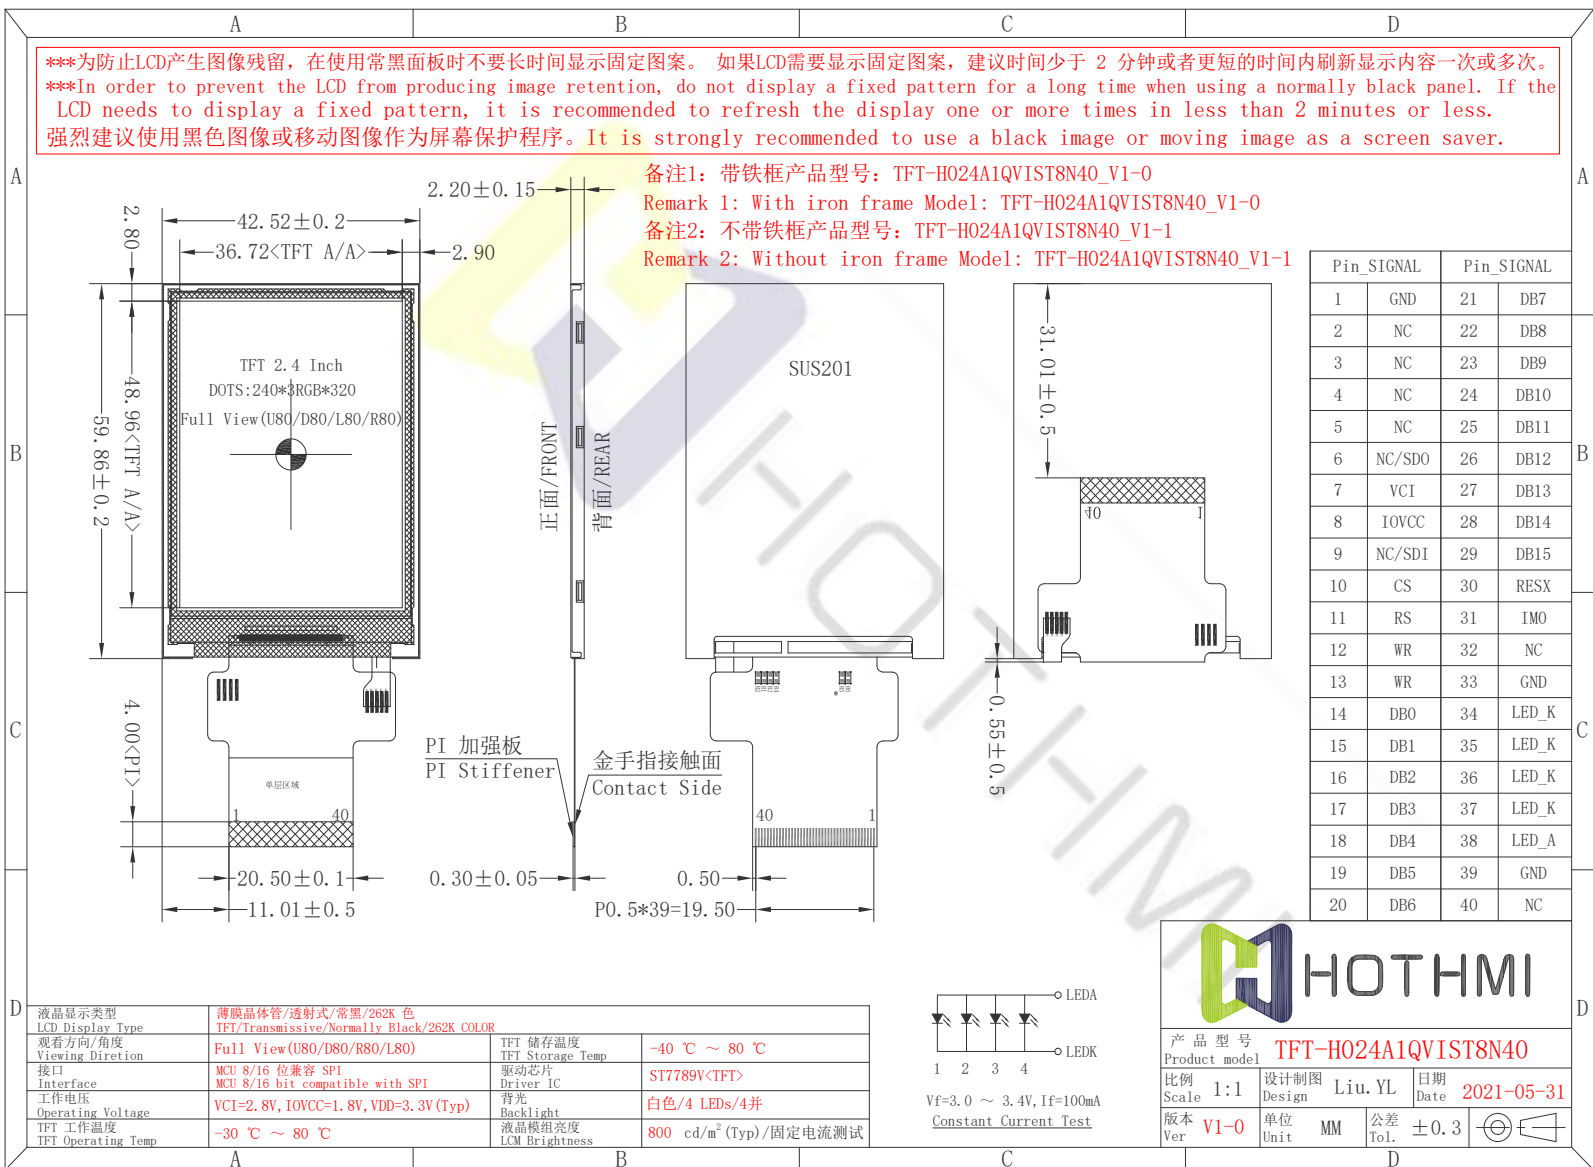 A B C D
***为防止LCD产生图像残留，在使用常黑面板时不要长时间显示固定图案。 如果LCD需要显示固定图案，建议时间少于 2 分钟或者更短的时间内刷新显示内容一次或多次。
***In order to prevent the LCD from producing image retention, do not display a fixed pattern for a long time when using a normally black panel. If the
LCD needs to display a fixed pattern, it is recommended to refresh the display one or more times in less than 2 minutes or less.
强烈建议使用黑色图像或移动图像作为屏幕保护程序。It is strongly recommended to use a black image or moving image as a screen saver.
备注1：带铁框产品型号：TFT-H024A1QVIST8N40_V1-0
Remark 1: With iron frame Model: TFT-H024A1QVIST8N40_V1-0
备注2：不带铁框产品型号：TFT-H024A1QVIST8N40_V1-1
Remark 2: Without iron frame Model: TFT-H024A1QVIST8N40_V1-1
A A
B B
C C
D D
2.80
42.52±0.2
36.72<TFT A/A>
2.90
2.20±0.15
59.86±0.2
48.96<TFT A/A>
TFT 2.4 Inch
DOTS:240*3RGB*320
Full View(U80/D80/L80/R80)
正面/FRONT
背面/REAR
SUS201
31.01±0.5
40 1
0.55±0.5
4.00<PI>
单层区域
1 40
20.50±0.1
11.01±0.5
PI 加强板
PI Stiffener
金手指接触面
Contact Side
0.30±0.05
40 1
0.50
P0.5*39=19.50
HOTHMI
Pin_SIGNAL Pin_SIGNAL
1 GND 21 DB7
2 NC 22 DB8
3 NC 23 DB9
4 NC 24 DB10
5 NC 25 DB11
6 NC/SDO 26 DB12
7 VCI 27 DB13
8 IOVCC 28 DB14
9 NC/SDI 29 DB15
10 CS 30 RESX
11 RS 31 IM0
12 WR 32 NC
13 WR 33 GND
14 DB0 34 LED_K
15 DB1 35 LED_K
16 DB2 36 LED_K
17 DB3 37 LED_K
18 DB4 38 LED_A
19 DB5 39 GND
20 DB6 40 NC
液晶显示类型 薄膜晶体管/透射式/常黑/262K 色
LCD Display Type TFT/Transmissive/Normally Black/262K COLOR
观看方向/角度 Full View(U80/D80/R80/L80) TFT 储存温度 -40 ℃ ～ 80 ℃
Viewing Diretion TFT Storage Temp
接口 MCU 8/16 位兼容 SPI 驱动芯片 ST7789V<TFT>
Interface MCU 8/16 bit compatible with SPI Driver IC
工作电压 VCI=2.8V,IOVCC=1.8V,VDD=3.3V(Typ) 背光 白色/4 LEDs/4并
Operating Voltage Backlight
TFT 工作温度 -30 ℃ ～ 80 ℃ 液晶模组亮度 800 cd/m²(Typ)/固定电流测试
TFT Operating Temp LCM Brightness
LEDA
LEDK
1 2 3 4
Vf=3.0 ～ 3.4V,If=100mA
Constant Current Test
HOTHMI
产 品 型 号
Product model TFT-H024A1QVIST8N40
比例 1:1 设计制图 Liu.YL 日期 2021-05-31
Scale Design Date
版本 V1-0 单位 MM 公差 ±0.3
Ver Unit Tol.
A B C D